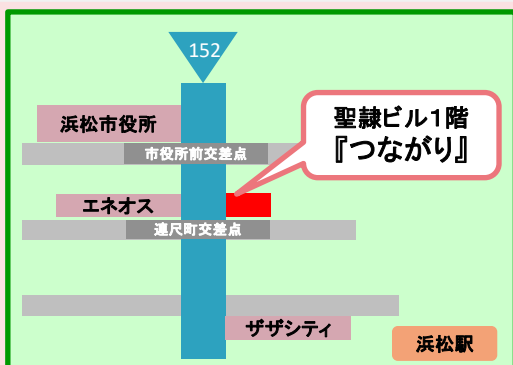 152
浜松市役所
聖隷ビル1階
『つながり』
市役所前交差点
エネオス
連尺町交差点
ザザシティ
浜松駅